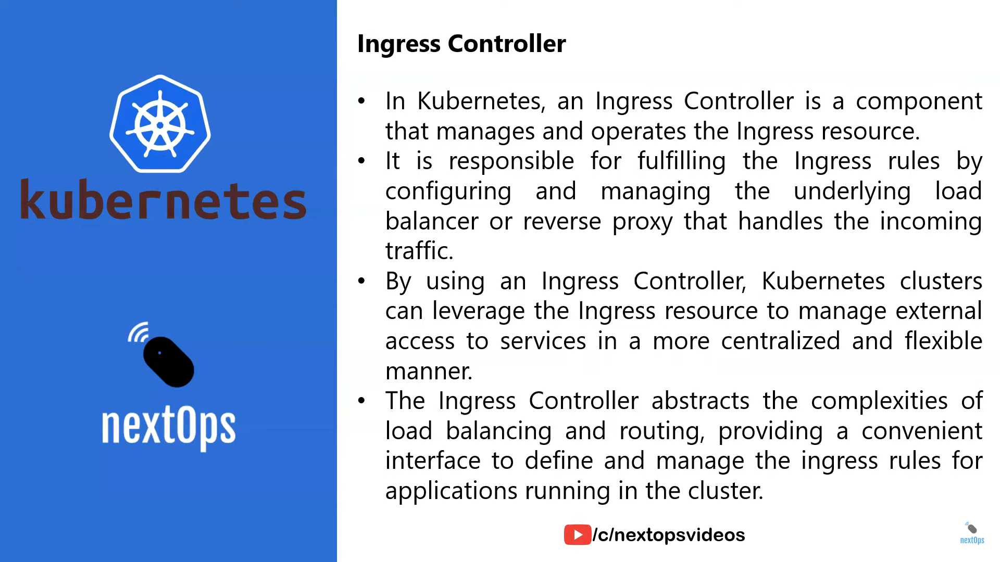 Ingress Controller
• In Kubernetes, an Ingress Controller is a component
that manages and operates the Ingress resource.
• It is responsible for fulfilling the Ingress rules by
configuring and managing the underlying load
balancer or reverse proxy that handles the incoming
traffic.
• By using an Ingress Controller, Kubernetes clusters
can leverage the Ingress resource to manage external
access to services in a more centralized and flexible
manner.
• The Ingress Controller abstracts the complexities of
load balancing and routing, providing a convenient
interface to define and manage the ingress rules for
applications running in the cluster.
kubernetes
nextOps
/c/nextopsvideos
nextOps